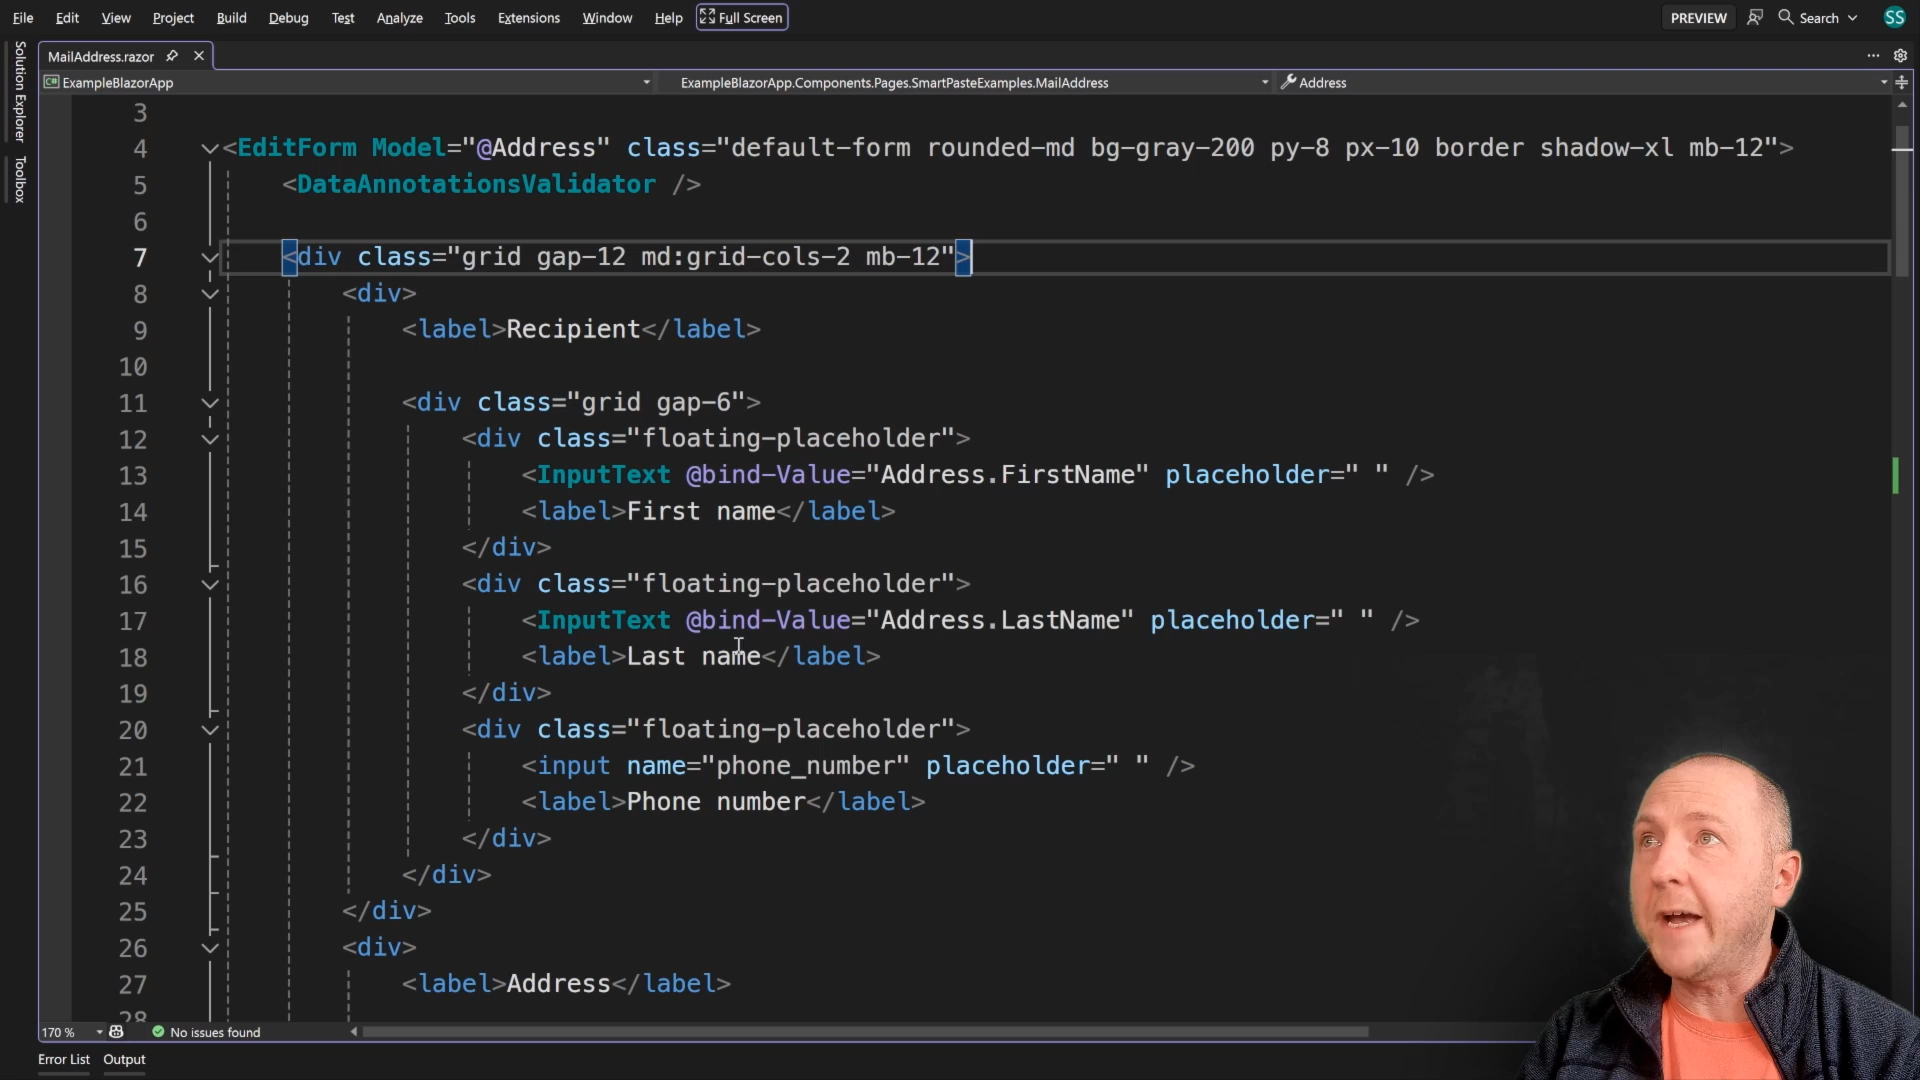 File Edit View Project Build Debug Test Analyze Tools Extensions Window Help Full Screen PREVIEW Search SS
Solution Explorer
Toolbox
MailAddress.razor
ExampleBlazorApp ExampleBlazorApp.Components.Pages.SmartPasteExamples.MailAddress Address
3
4 <EditForm Model="@Address" class="default-form rounded-md bg-gray-200 py-8 px-10 border shadow-xl mb-12">
5 <DataAnnotationsValidator />
6
7 <div class="grid gap-12 md:grid-cols-2 mb-12">
8 <div>
9 <label>Recipient</label>
10
11 <div class="grid gap-6">
12 <div class="floating-placeholder">
13 <InputText @bind-Value="Address.FirstName" placeholder=" " />
14 <label>First name</label>
15 </div>
16 <div class="floating-placeholder">
17 <InputText @bind-Value="Address.LastName" placeholder=" " />
18 <label>Last name</label>
19 </div>
20 <div class="floating-placeholder">
21 <input name="phone_number" placeholder=" " />
22 <label>Phone number</label>
23 </div>
24 </div>
25 </div>
26 <div>
27 <label>Address</label>
28
170 % No issues found
Error List Output